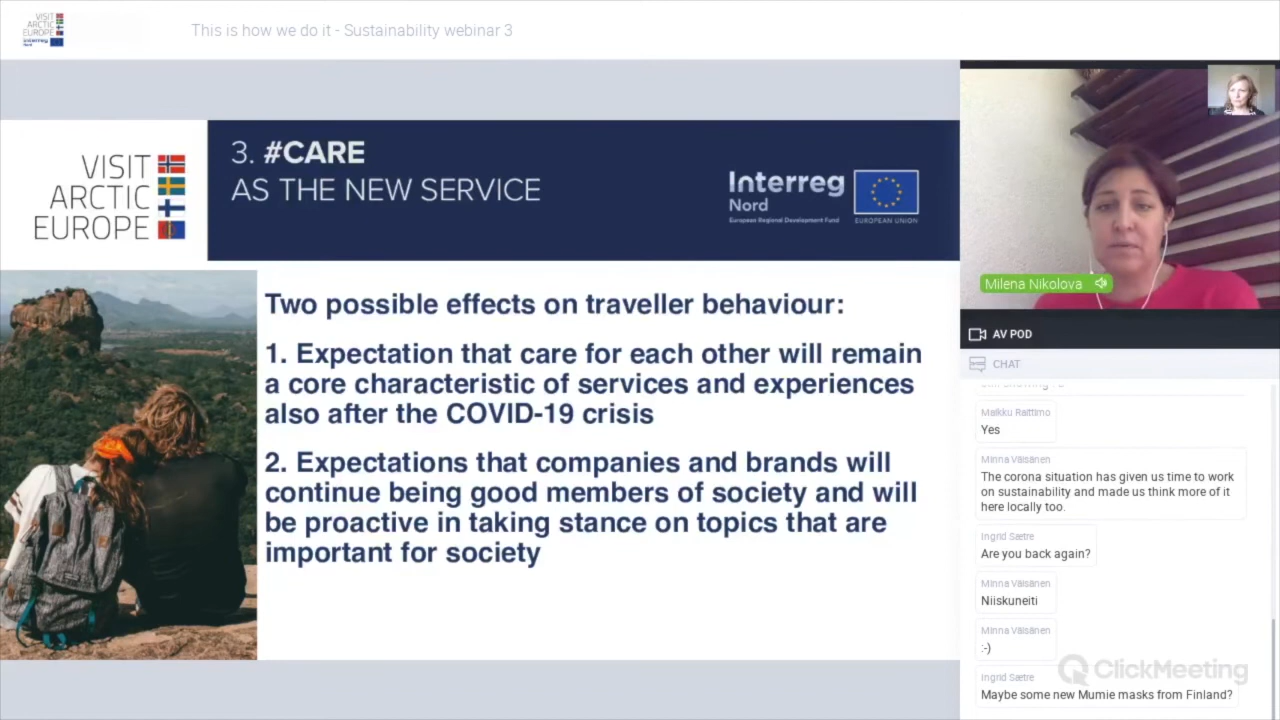 VISIT
ARCTIC
EUROPE
Interreg
This is how we do it - Sustainability webinar 3
VISIT
ARCTIC
EUROPE
3. #CARE
AS THE NEW SERVICE
Interreg
Nord
European Regional Development Fund
EUROPEAN UNION
Two possible effects on traveller behaviour:
1. Expectation that care for each other will remain
a core characteristic of services and experiences
also after the COVID-19 crisis
2. Expectations that companies and brands will
continue being good members of society and will
be proactive in taking stance on topics that are
important for society
Milena Nikolova
AV POD
CHAT
Maikku Raittimo
Yes
Minna Väisänen
The corona situation has given us time to work
on sustainability and made us think more of it
here locally too.
Ingrid Sætre
Are you back again?
Minna Väisänen
Niiskuneiti
Minna Väisänen
:-)
Ingrid Sætre
Maybe some new Mumie masks from Finland?
ClickMeeting